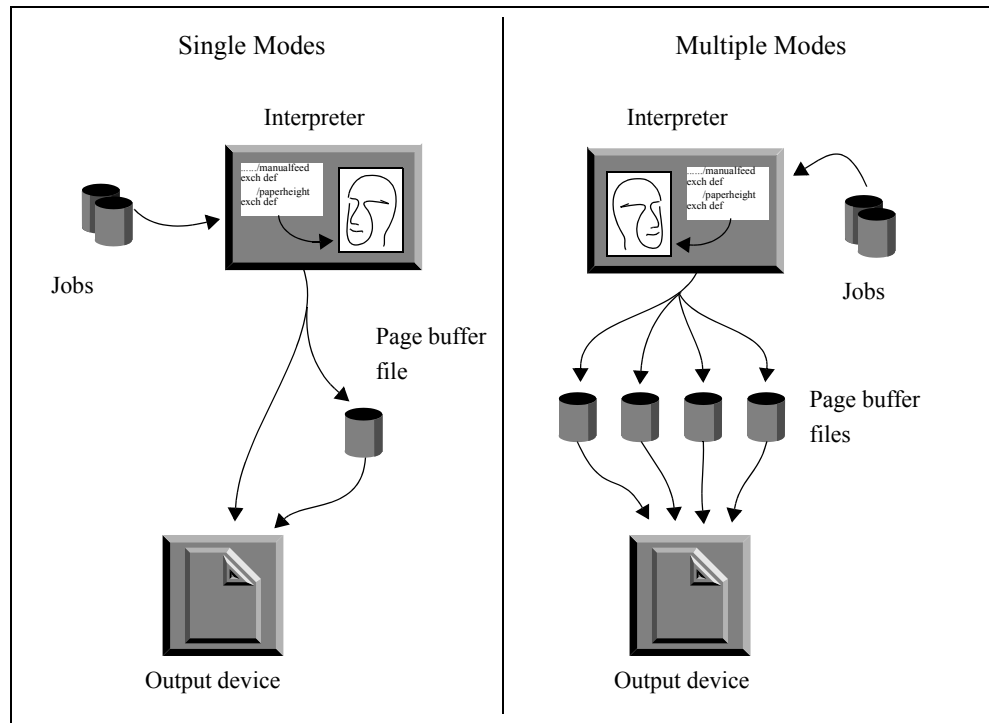 Single Modes
Interpreter
....../manualfeed
exch def
/paperheight
exch def
Jobs
Page buffer
file
Output device
Multiple Modes
Interpreter
....../manualfeed
exch def
/paperheight
exch def
Jobs
Page buffer
files
Output device